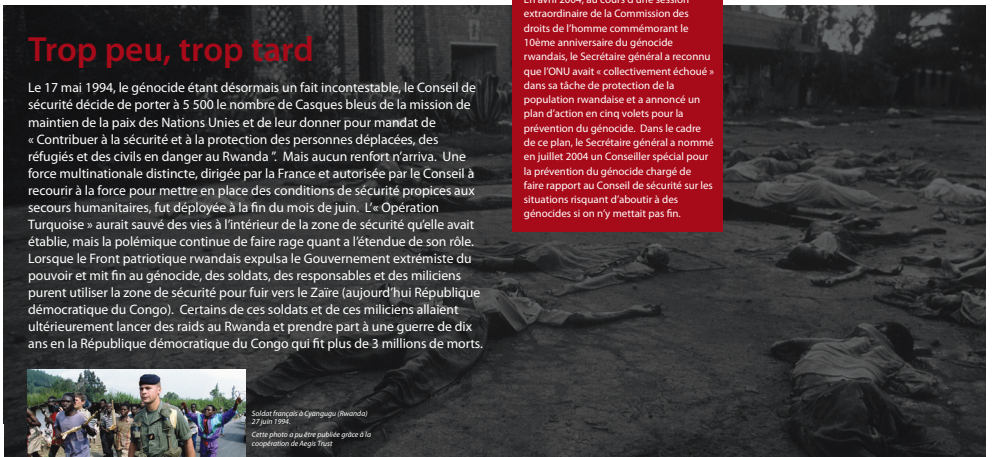 Trop peu, trop tard
Le 17 mai 1994, le génocide étant désormais un fait incontestable, le Conseil de
sécurité décide de porter à 5 500 le nombre de Casques bleus de la mission de
maintien de la paix des Nations Unies et de leur donner pour mandat de
« Contribuer à la sécurité et à la protection des personnes déplacées, des
réfugiés et des civils en danger au Rwanda ”. Mais aucun renfort n’arriva. Une
force multinationale distincte, dirigée par la France et autorisée par le Conseil à
recourir à la force pour mettre en place des conditions de sécurité propices aux
secours humanitaires, fut déployée à la fin du mois de juin. L’« Opération
Turquoise » aurait sauvé des vies à l’intérieur de la zone de sécurité qu’elle avait
établie, mais la polémique continue de faire rage quant a l’étendue de son rôle.
Lorsque le Front patriotique rwandais expulsa le Gouvernement extrémiste du
pouvoir et mit fin au génocide, des soldats, des responsables et des miliciens
purent utiliser la zone de sécurité pour fuir vers le Zaïre (aujourd’hui République
démocratique du Congo). Certains de ces soldats et de ces miliciens allaient
ultérieurement lancer des raids au Rwanda et prendre part à une guerre de dix
ans en la République démocratique du Congo qui fit plus de 3 millions de morts.
En avril 2004, au cours d’une session
extraordinaire de la Commission des
droits de l’homme commémorant le
10ème anniversaire du génocide
rwandais, le Secrétaire général a reconnu
que l’ONU avait « collectivement échoué »
dans sa tâche de protection de la
population rwandaise et a annoncé un
plan d’action en cinq volets pour la
prévention du génocide. Dans le cadre
de ce plan, le Secrétaire général a nommé
en juillet 2004 un Conseiller spécial pour
la prévention du génocide chargé de
faire rapport au Conseil de sécurité sur les
situations risquant d’aboutir à des
génocides si on n’y mettait pas fin.
Soldat français à Cyangugu (Rwanda)
27 juin 1994.
Cette photo a pu être publiée grâce à la
coopération de Aegis Trust